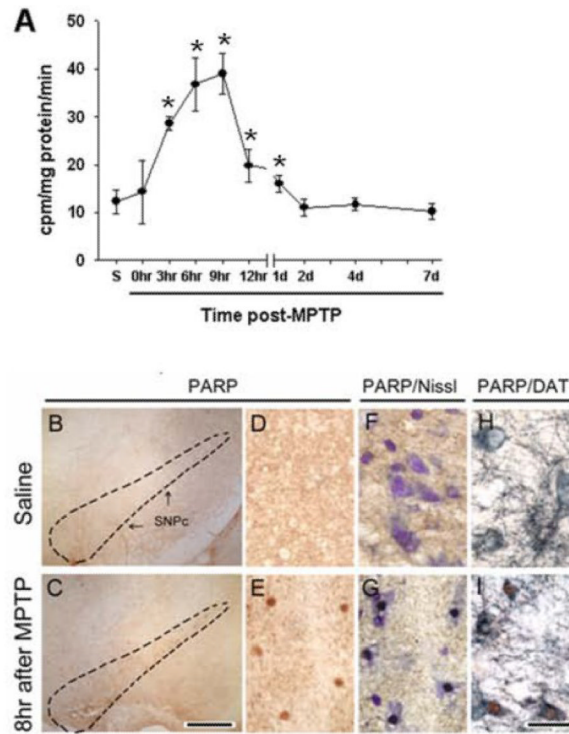 A
cpm/mg protein/min
50
40
30
20
10
0
* * * * *
S 0hr 3hr 6hr 9hr 12hr 1d 2d 4d 7d
Time post-MPTP
PARP PARP/Nissl PARP/DAT
Saline
B D F H
SNPc
8hr after MPTP
C E G I